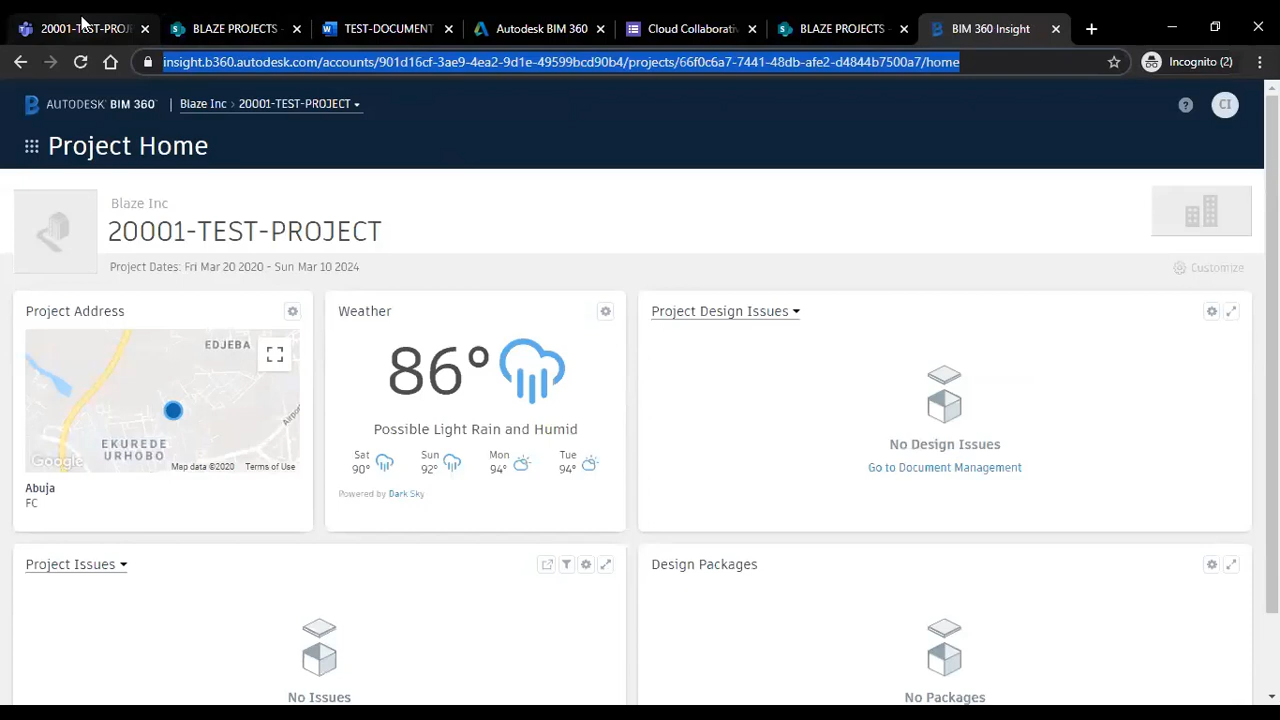 20001-TEST-PROJ
BLAZE PROJECTS -
TEST-DOCUMENT
Autodesk BIM 360
Cloud Collaborati
BLAZE PROJECTS -
BIM 360 Insight
insight.b360.autodesk.com/accounts/901d16cf-3ae9-4ea2-9d1e-49599bcd90b4/projects/66f0c6a7-7441-48db-afe2-d4844b7500a7/home
Incognito (2)
AUTODESK BIM 360
Blaze Inc > 20001-TEST-PROJECT
CI
Project Home
Blaze Inc
20001-TEST-PROJECT
Project Dates: Fri Mar 20 2020 - Sun Mar 10 2024
Customize
Project Address
EDJEBA
Airpo
EKUREDE
URHOBO
Google
Map data ©2020
Terms of Use
Abuja
FC
Weather
86°
Possible Light Rain and Humid
Sat Sun Mon Tue
90° 92° 94° 94°
Powered by Dark Sky
Project Design Issues
No Design Issues
Go to Document Management
Project Issues
No Issues
Design Packages
No Packages